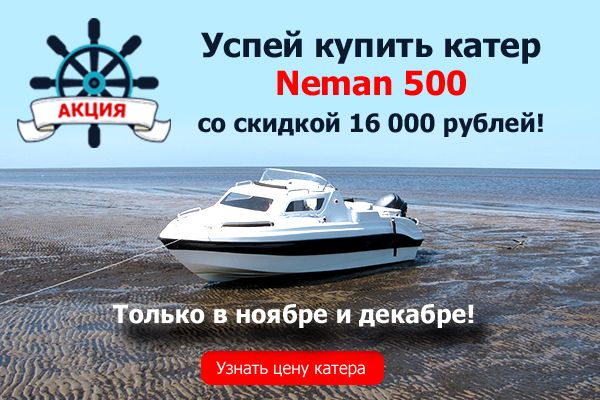 АКЦИЯ
Успей купить катер
Neman 500
со скидкой 16 000 рублей!
Только в ноябре и декабре!
Узнать цену катера